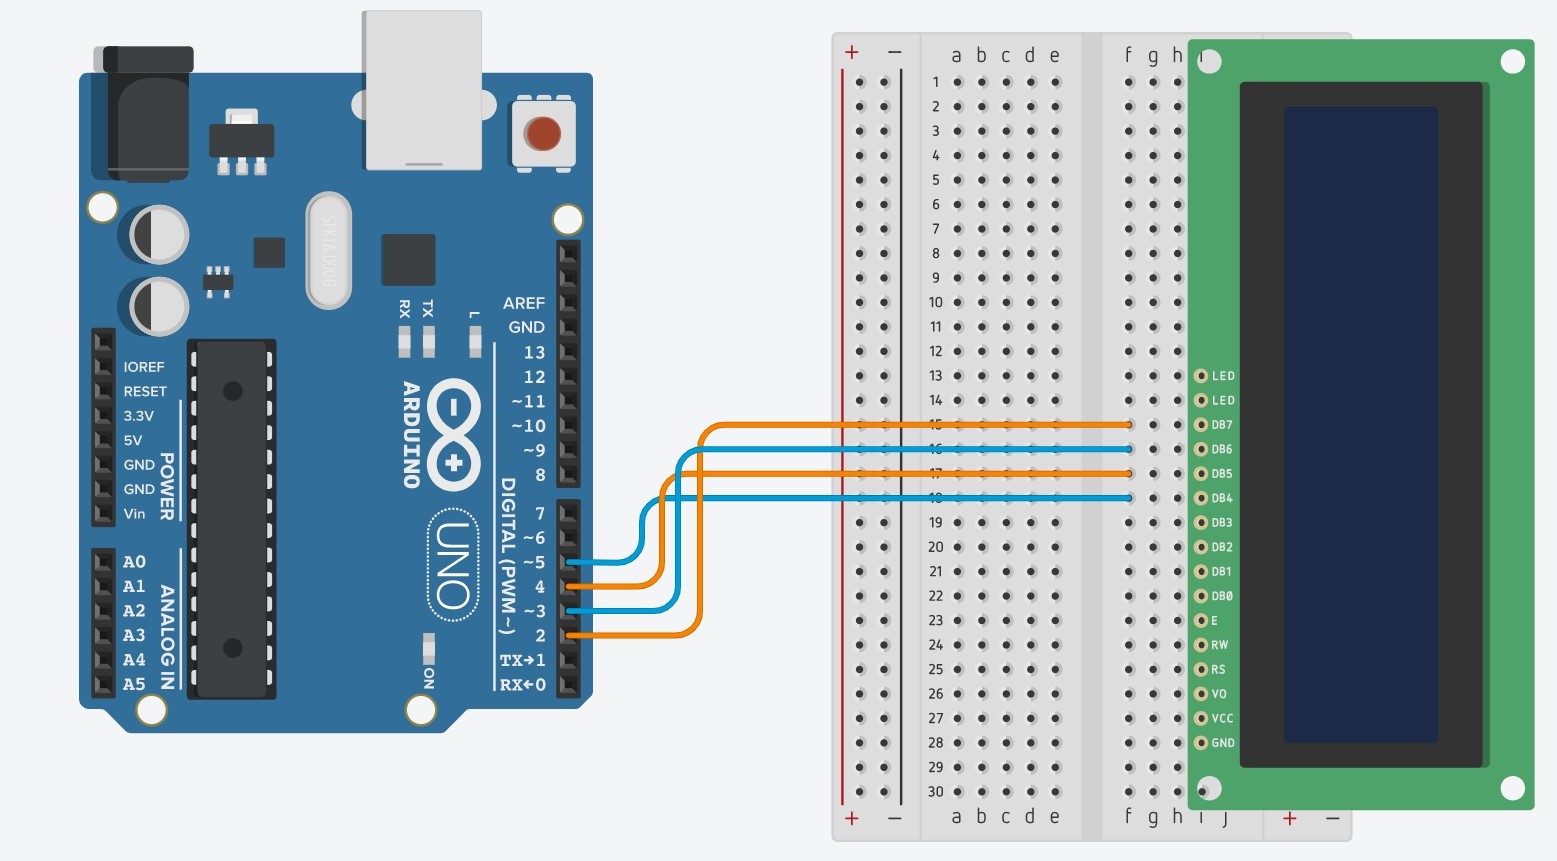 SPK16.000G
RX
TX
L
AREF
GND
13
12
~11
~10
~9
8
7
~6
~5
4
~3
2
TX→1
RX←0
DIGITAL (PWM ~)
ARDUINO
UNO
ON
IOREF
RESET
3.3V
5V
GND
GND
Vin
POWER
A0
A1
A2
A3
A4
A5
ANALOG IN
+ − a b c d e f g h i
1
2
3
4
5
6
7
8
9
10
11
12
13
14
15
16
17
18
19
20
21
22
23
24
25
26
27
28
29
30
+ − a b c d e f g h i j + −
LED
LED
DB7
DB6
DB5
DB4
DB3
DB2
DB1
DB0
E
RW
RS
VO
VCC
GND